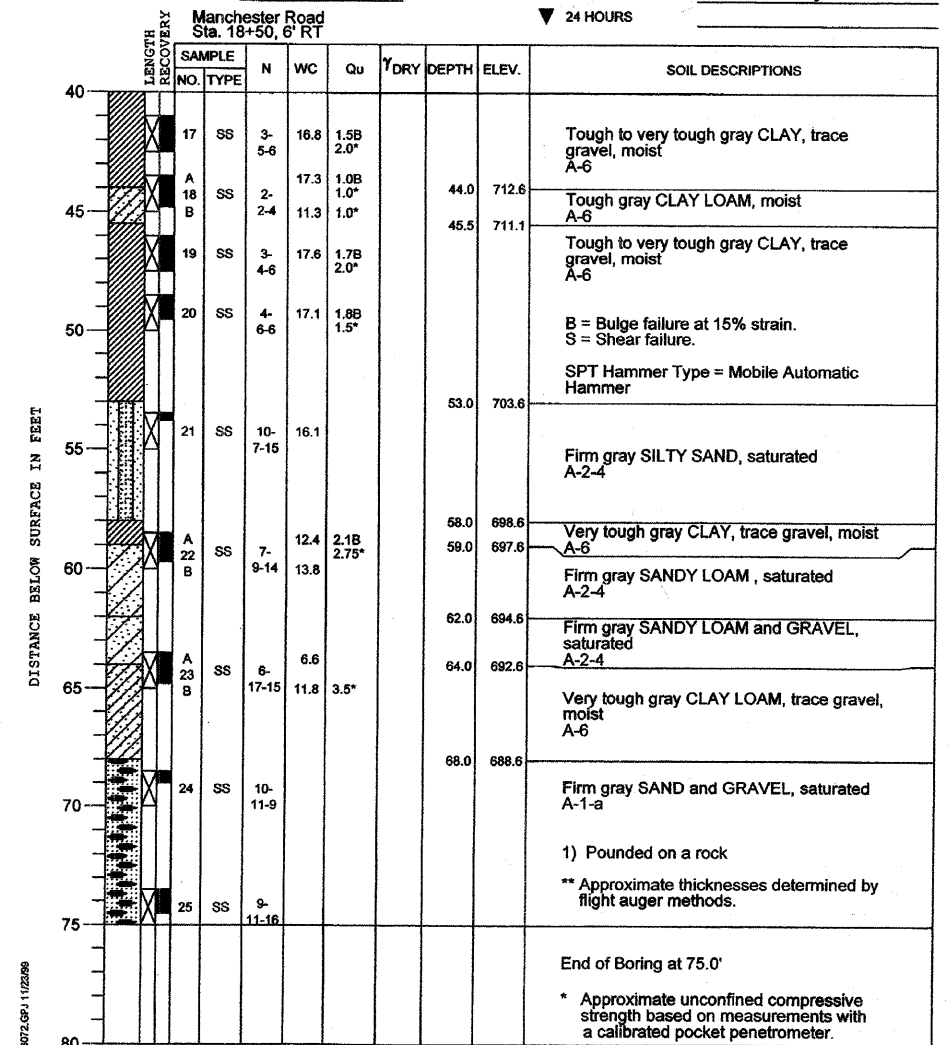 Manchester Road
Sta. 18+50, 6' RT
▼ 24 HOURS
LENGTH
RECOVERY
SAMPLE
NO. TYPE N WC Qu γDRY DEPTH ELEV. SOIL DESCRIPTIONS
DISTANCE BELOW SURFACE IN FEET
40
17 SS 3- 16.8 1.5B
5-6 2.0*
Tough to very tough gray CLAY, trace
gravel, moist
A-6
A 17.3 1.0B
18 SS 2- 1.0*
B 2-4 11.3 1.0*
44.0 712.6
Tough gray CLAY LOAM, moist
A-6
45
45.5 711.1
Tough to very tough gray CLAY, trace
gravel, moist
A-6
19 SS 3- 17.6 1.7B
4-6 2.0*
20 SS 4- 17.1 1.8B
6-6 1.5*
50
B = Bulge failure at 15% strain.
S = Shear failure.
SPT Hammer Type = Mobile Automatic
Hammer
53.0 703.6
21 SS 10- 16.1
7-15
55
Firm gray SILTY SAND, saturated
A-2-4
58.0 698.6
Very tough gray CLAY, trace gravel, moist
A-6
A 12.4 2.1B
22 SS 7- 2.75*
B 9-14 13.8
59.0 697.6
60
Firm gray SANDY LOAM , saturated
A-2-4
62.0 694.6
Firm gray SANDY LOAM and GRAVEL,
saturated
A-2-4
A 6.6
23 SS 6-
B 17-15 11.8 3.5*
64.0 692.6
65
Very tough gray CLAY LOAM, trace gravel,
moist
A-6
68.0 688.6
24 SS 10-
11-9
70
Firm gray SAND and GRAVEL, saturated
A-1-a
1) Pounded on a rock
** Approximate thicknesses determined by
flight auger methods.
25 SS 9-
11-16
75
End of Boring at 75.0'
* Approximate unconfined compressive
strength based on measurements with
a calibrated pocket penetrometer.
80
072.GPJ 11/23/99